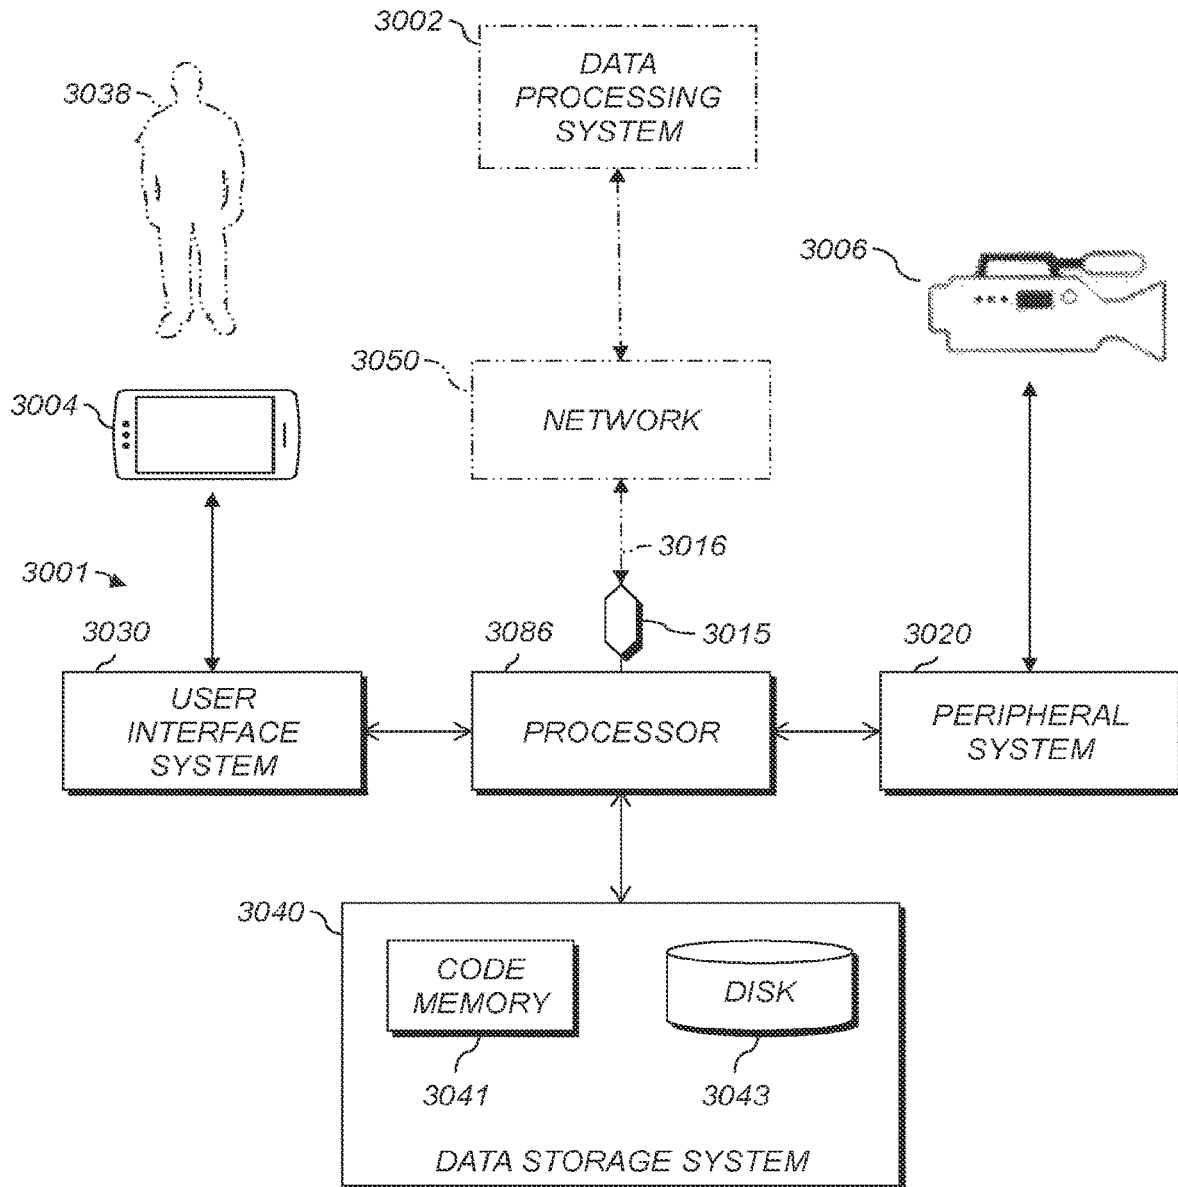 3002
DATA
PROCESSING
SYSTEM
3038
3006
3050
NETWORK
3004
3016
3001
3015
3030
USER
INTERFACE
SYSTEM
3086
PROCESSOR
3020
PERIPHERAL
SYSTEM
3040
CODE
MEMORY
DISK
3041
3043
DATA STORAGE SYSTEM